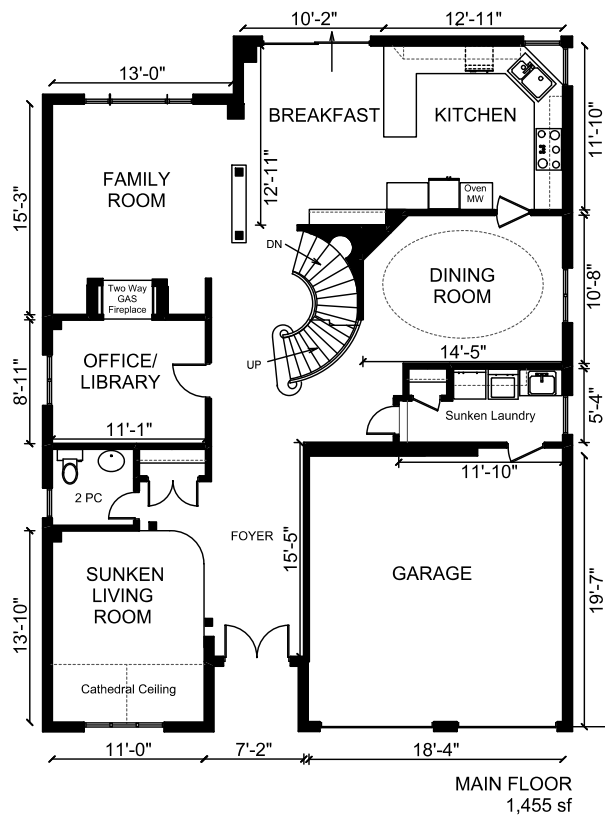 10'-2"
12'-11"
13'-0"
BREAKFAST
KITCHEN
11'-10"
12'-11"
FAMILY
ROOM
15'-3"
Oven
MW
DN
Two Way
GAS
Fireplace
DINING
ROOM
10'-8"
OFFICE/
LIBRARY
UP
14'-5"
8'-11"
5'-4"
Sunken Laundry
11'-1"
11'-10"
2 PC
FOYER
15'-5"
SUNKEN
LIVING
ROOM
GARAGE
19'-7"
13'-10"
Cathedral Ceiling
11'-0"
7'-2"
18'-4"
MAIN FLOOR
1,455 sf